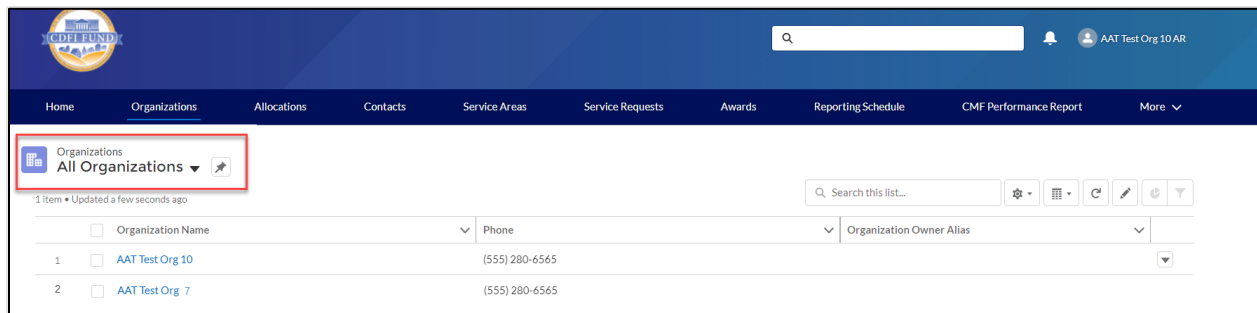 CDFI FUND
AAT Test Org 10 AR
Home Organizations Allocations Contacts Service Areas Service Requests Awards Reporting Schedule CMF Performance Report More
Organizations
All Organizations
1 item • Updated a few seconds ago
Search this list...
Organization Name Phone Organization Owner Alias
1 AAT Test Org 10 (555) 280-6565
2 AAT Test Org 7 (555) 280-6565